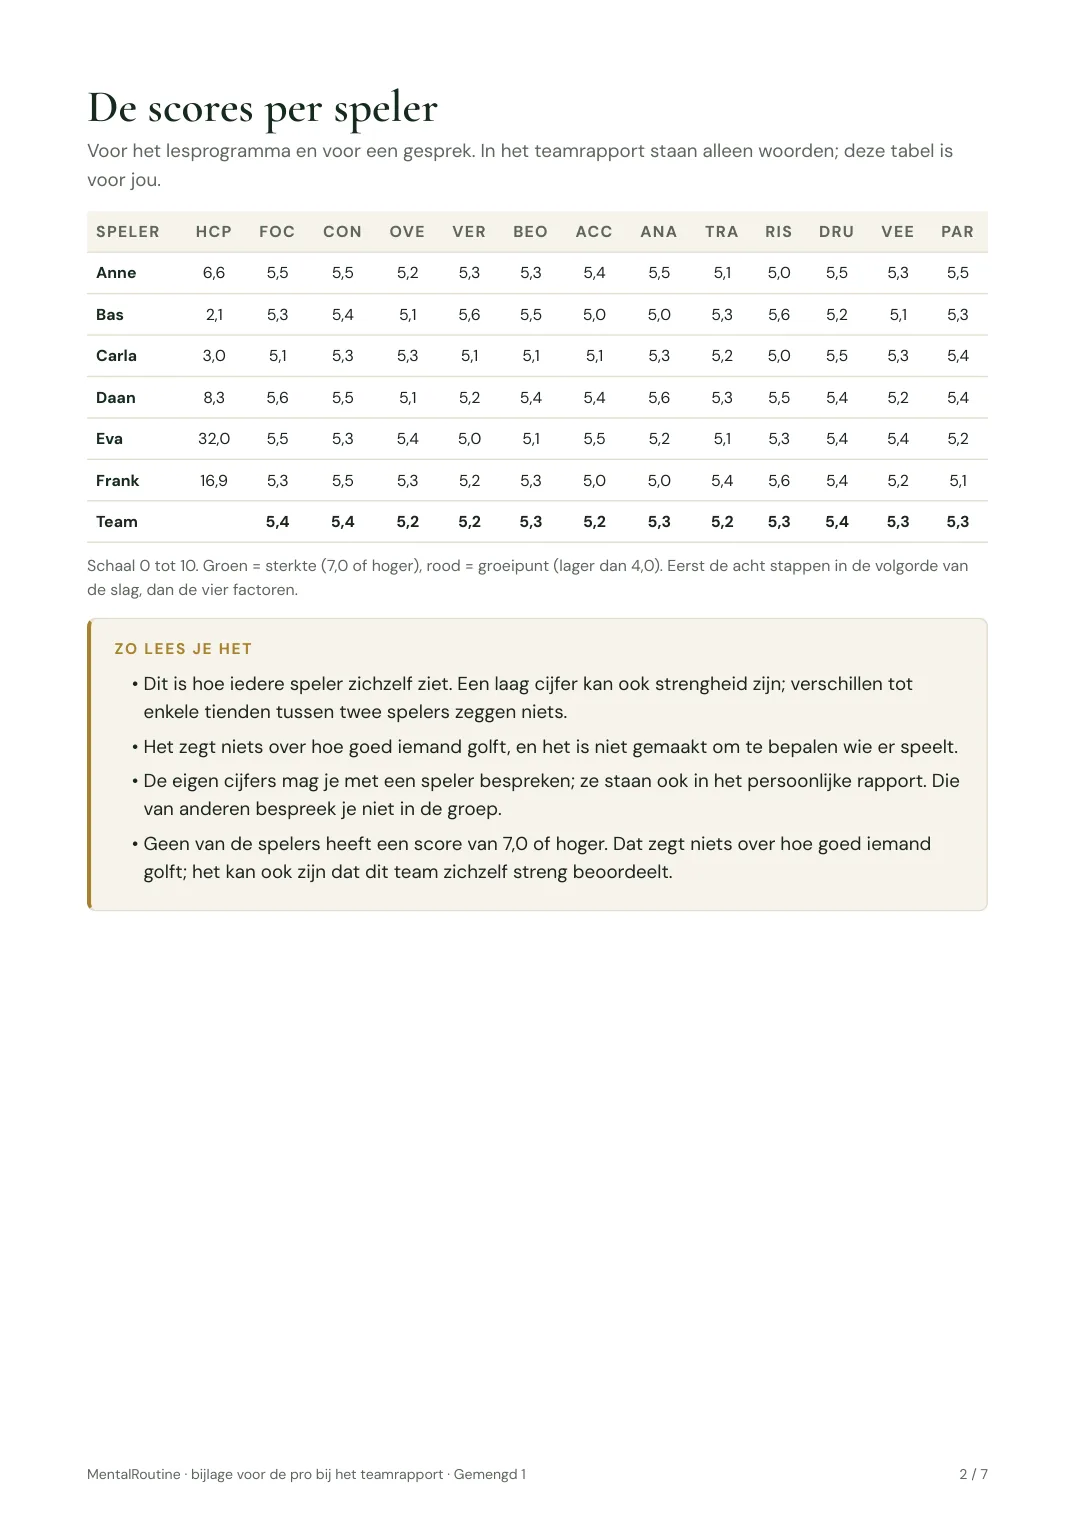 De scores per speler
Voor het lesprogramma en voor een gesprek. In het teamrapport staan alleen woorden; deze tabel is
voor jou.
SPELER HCP FOC CON OVE VER BEO ACC ANA TRA RIS DRU VEE PAR
Anne 6,6 5,5 5,5 5,2 5,3 5,3 5,4 5,5 5,1 5,0 5,5 5,3 5,5
Bas 2,1 5,3 5,4 5,1 5,6 5,5 5,0 5,0 5,3 5,6 5,2 5,1 5,3
Carla 3,0 5,1 5,3 5,3 5,1 5,1 5,1 5,3 5,2 5,0 5,5 5,3 5,4
Daan 8,3 5,6 5,5 5,1 5,2 5,4 5,4 5,6 5,3 5,5 5,4 5,2 5,4
Eva 32,0 5,5 5,3 5,4 5,0 5,1 5,5 5,2 5,1 5,3 5,4 5,4 5,2
Frank 16,9 5,3 5,5 5,3 5,2 5,3 5,0 5,0 5,4 5,6 5,4 5,2 5,1
Team 5,4 5,4 5,2 5,2 5,3 5,2 5,3 5,2 5,3 5,4 5,3 5,3
Schaal 0 tot 10. Groen = sterkte (7,0 of hoger), rood = groeipunt (lager dan 4,0). Eerst de acht stappen in de volgorde van
de slag, dan de vier factoren.
ZO LEES JE HET
• Dit is hoe iedere speler zichzelf ziet. Een laag cijfer kan ook strengheid zijn; verschillen tot
enkele tienden tussen twee spelers zeggen niets.
• Het zegt niets over hoe goed iemand golft, en het is niet gemaakt om te bepalen wie er speelt.
• De eigen cijfers mag je met een speler bespreken; ze staan ook in het persoonlijke rapport. Die
van anderen bespreek je niet in de groep.
• Geen van de spelers heeft een score van 7,0 of hoger. Dat zegt niets over hoe goed iemand
golft; het kan ook zijn dat dit team zichzelf streng beoordeelt.
MentalRoutine · bijlage voor de pro bij het teamrapport · Gemengd 1
2 / 7